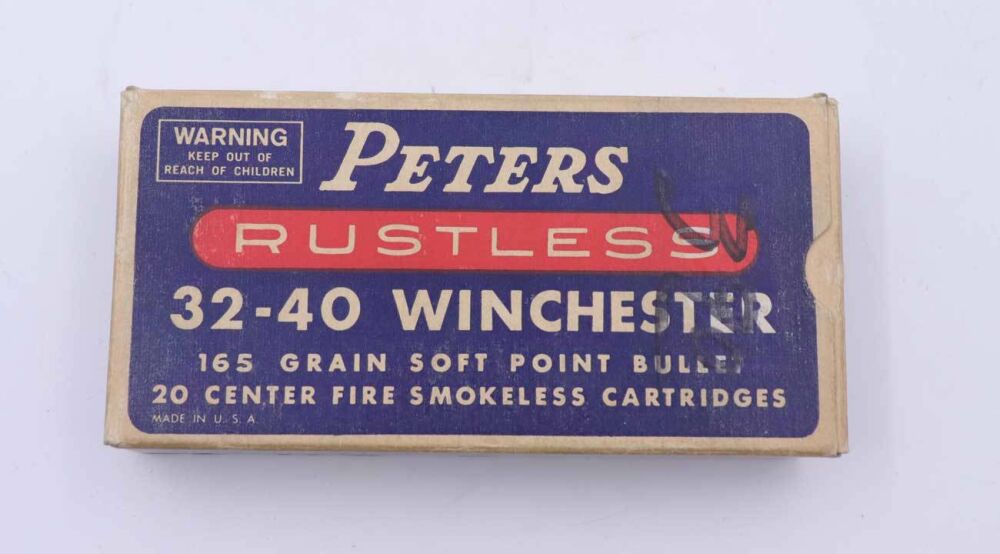 WARNING
KEEP OUT OF
REACH OF CHILDREN
PETERS
RUSTLESS
32-40 WINCHESTER
165 GRAIN SOFT POINT BULLET
20 CENTER FIRE SMOKELESS CARTRIDGES
MADE IN U.S.A.